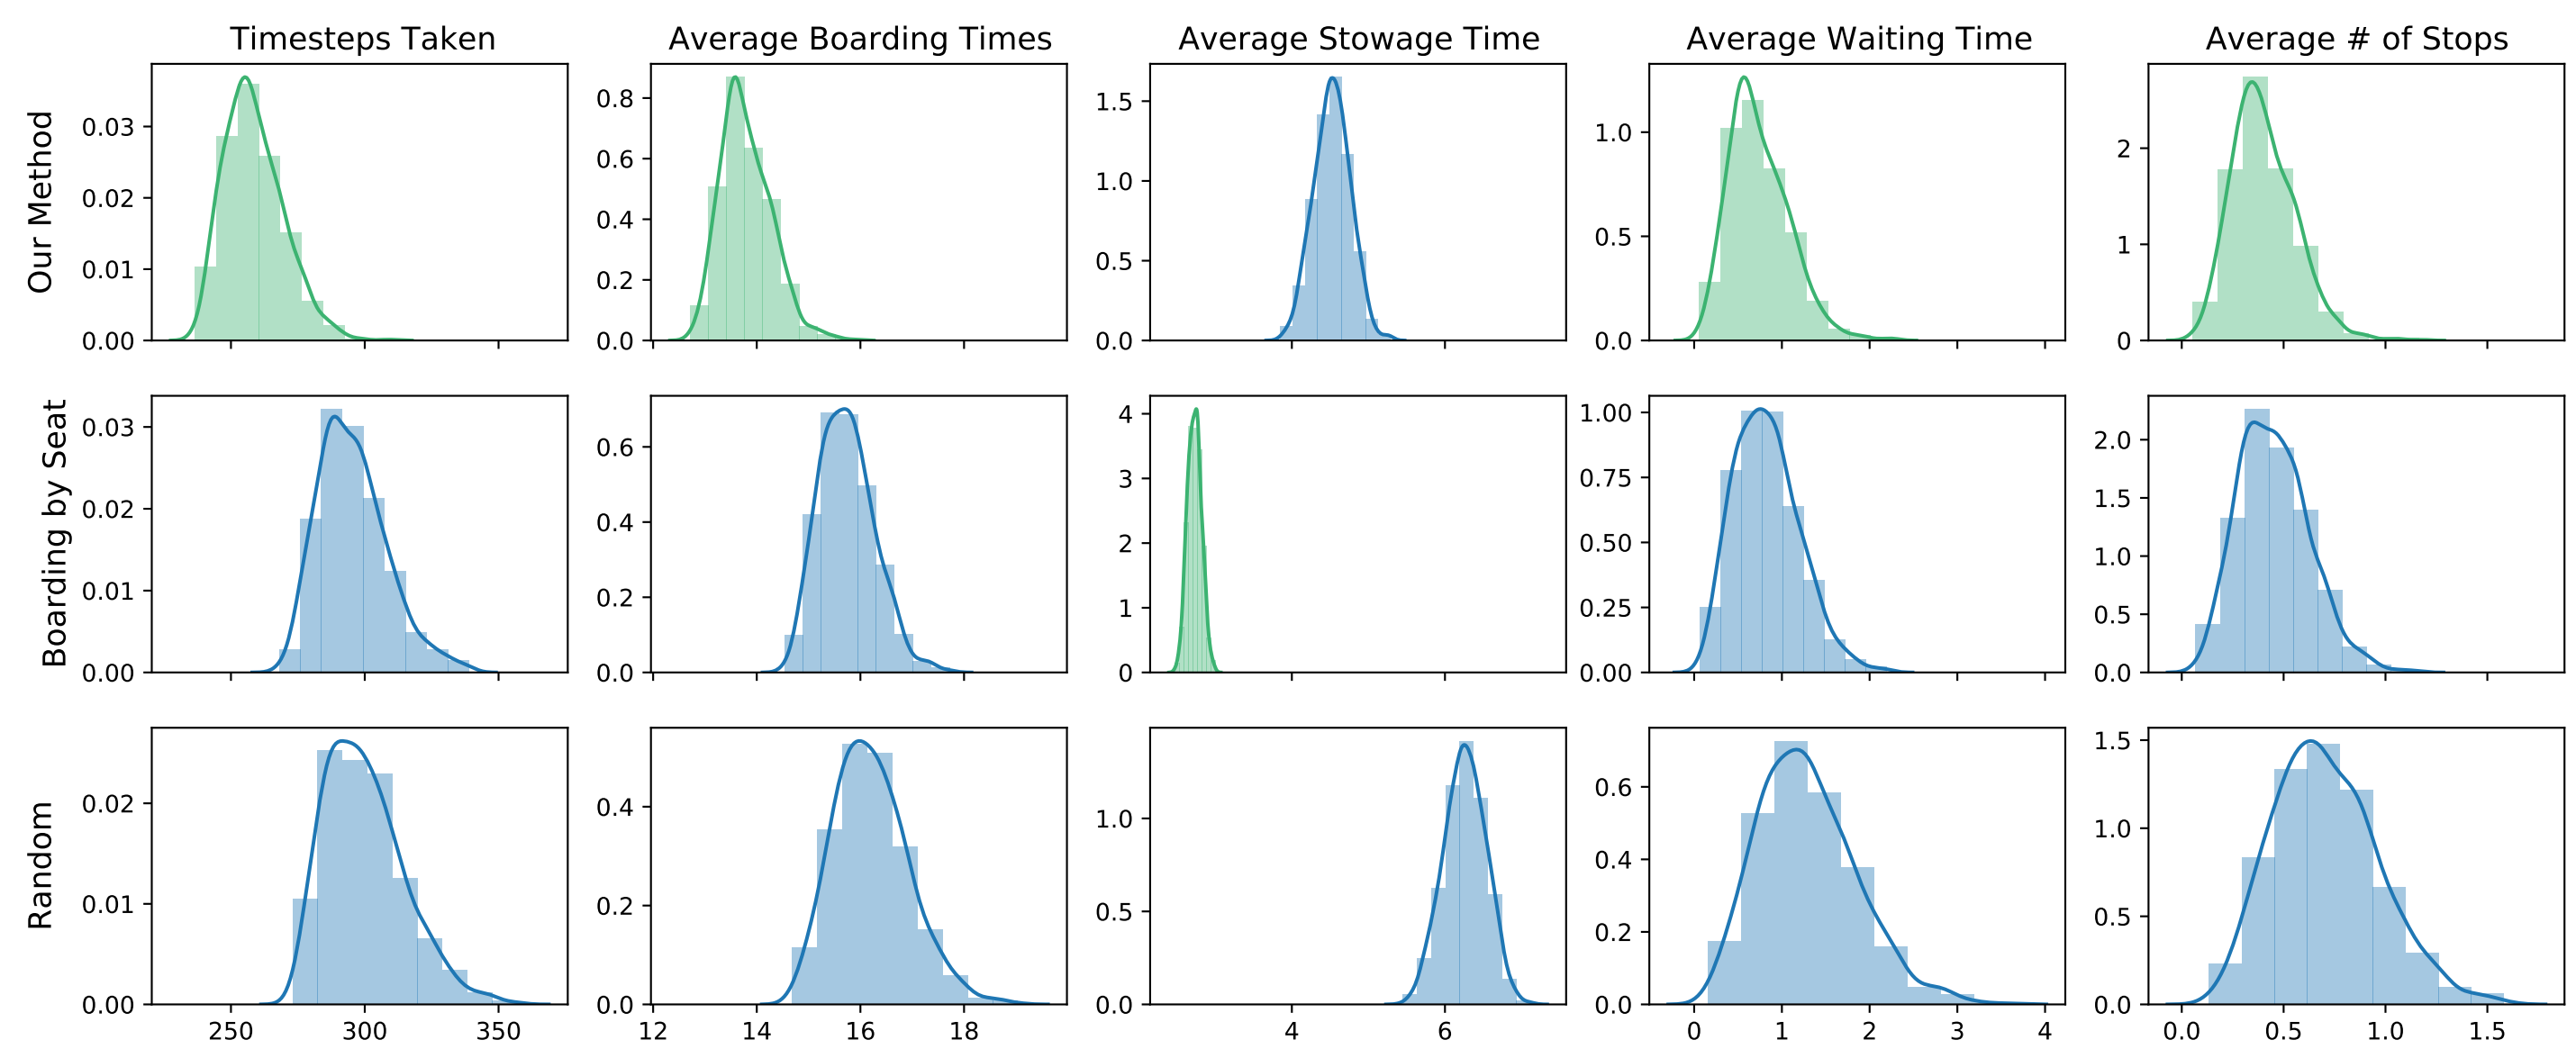 Timesteps Taken Average Boarding Times Average Stowage Time Average Waiting Time Average # of Stops
Our Method
0.03 0.02 0.01 0.00
0.8 0.6 0.4 0.2 0.0
1.5 1.0 0.5 0.0
1.0 0.5 0.0
2 1 0
Boarding by Seat
0.03 0.02 0.01 0.00
0.6 0.4 0.2 0.0
4 3 2 1 0
1.00 0.75 0.50 0.25 0.00
2.0 1.5 1.0 0.5 0.0
Random
0.02 0.01 0.00
0.4 0.2 0.0
1.0 0.5 0.0
0.6 0.4 0.2 0.0
1.5 1.0 0.5 0.0
250 300 350 12 14 16 18 4 6 0 1 2 3 4 0.0 0.5 1.0 1.5